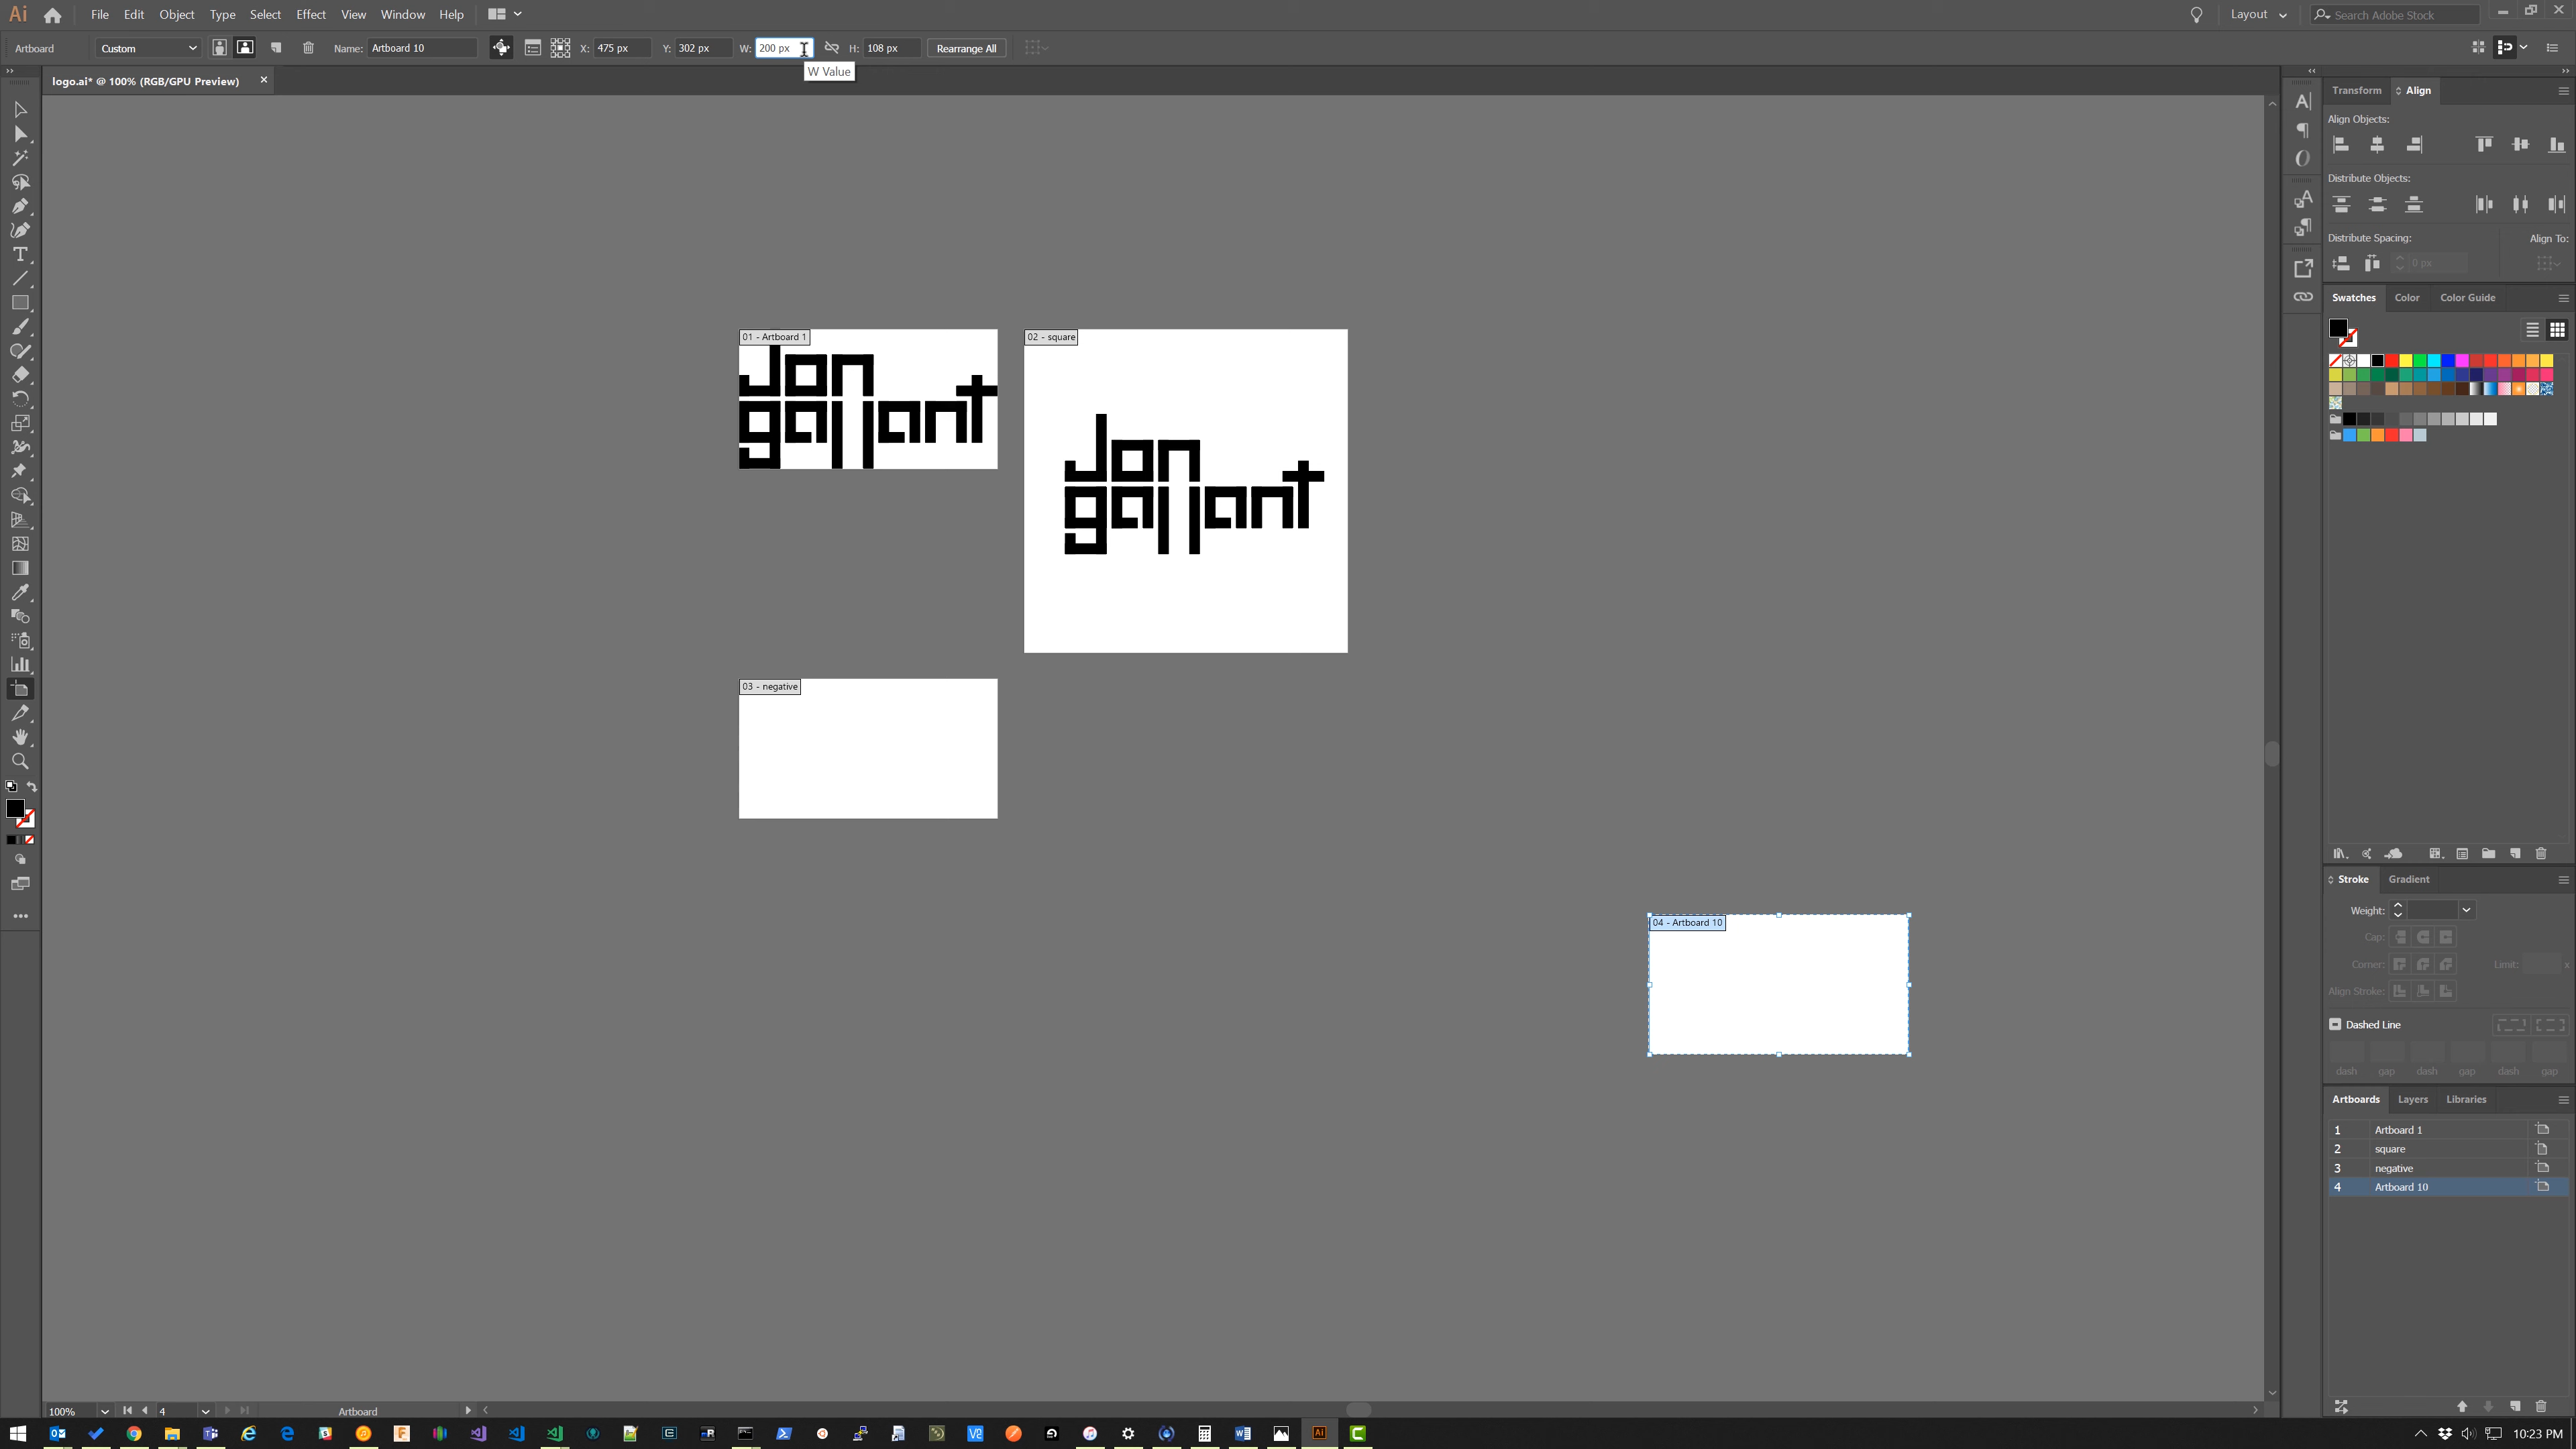 Ai File Edit Object Type Select Effect View Window Help Layout Search Adobe Stock
Artboard Custom Name: Artboard 10 X: 475 px Y: 302 px W: 200 px H: 108 px Rearrange All
W Value
logo.ai* @ 100% (RGB/GPU Preview)
Transform Align
Align Objects:
Distribute Objects:
Distribute Spacing: Align To:
0 px
Swatches Color Color Guide
01 - Artboard 1
02 - square
Jon
gallant
Jon
gallant
03 - negative
04 - Artboard 10
Stroke Gradient
Weight:
Cap:
Corner: Limit: x
Align Stroke:
Dashed Line
dash gap dash gap dash gap
Artboards Layers Libraries
1 Artboard 1
2 square
3 negative
4 Artboard 10
100% 4 Artboard
10:23 PM